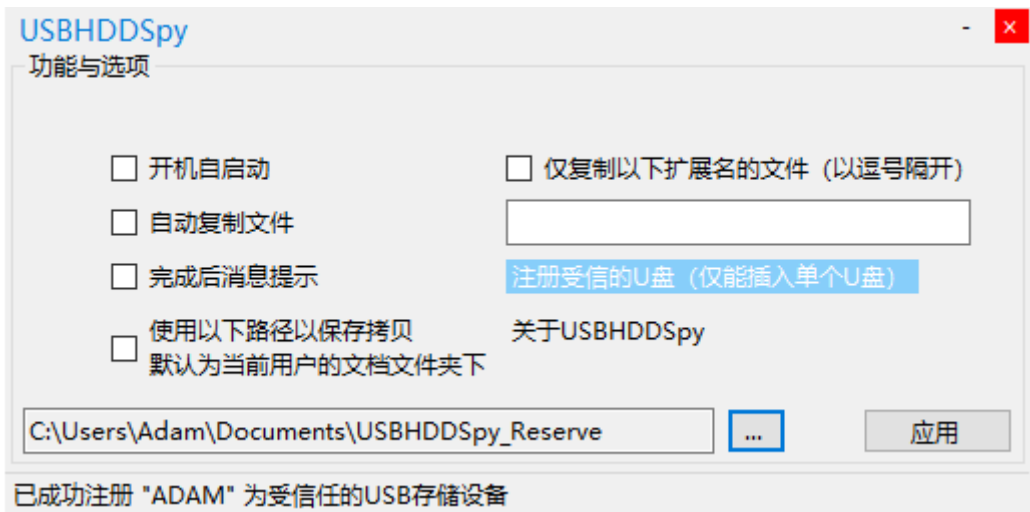 USBHDDSpy
功能与选项
开机自启动
仅复制以下扩展名的文件（以逗号隔开）
自动复制文件
完成后消息提示
注册受信的U盘（仅能插入单个U盘）
使用以下路径以保存拷贝
默认为当前用户的文档文件夹下
关于USBHDDSpy
C:\Users\Adam\Documents\USBHDDSpy_Reserve
...
应用
已成功注册 "ADAM" 为受信任的USB存储设备